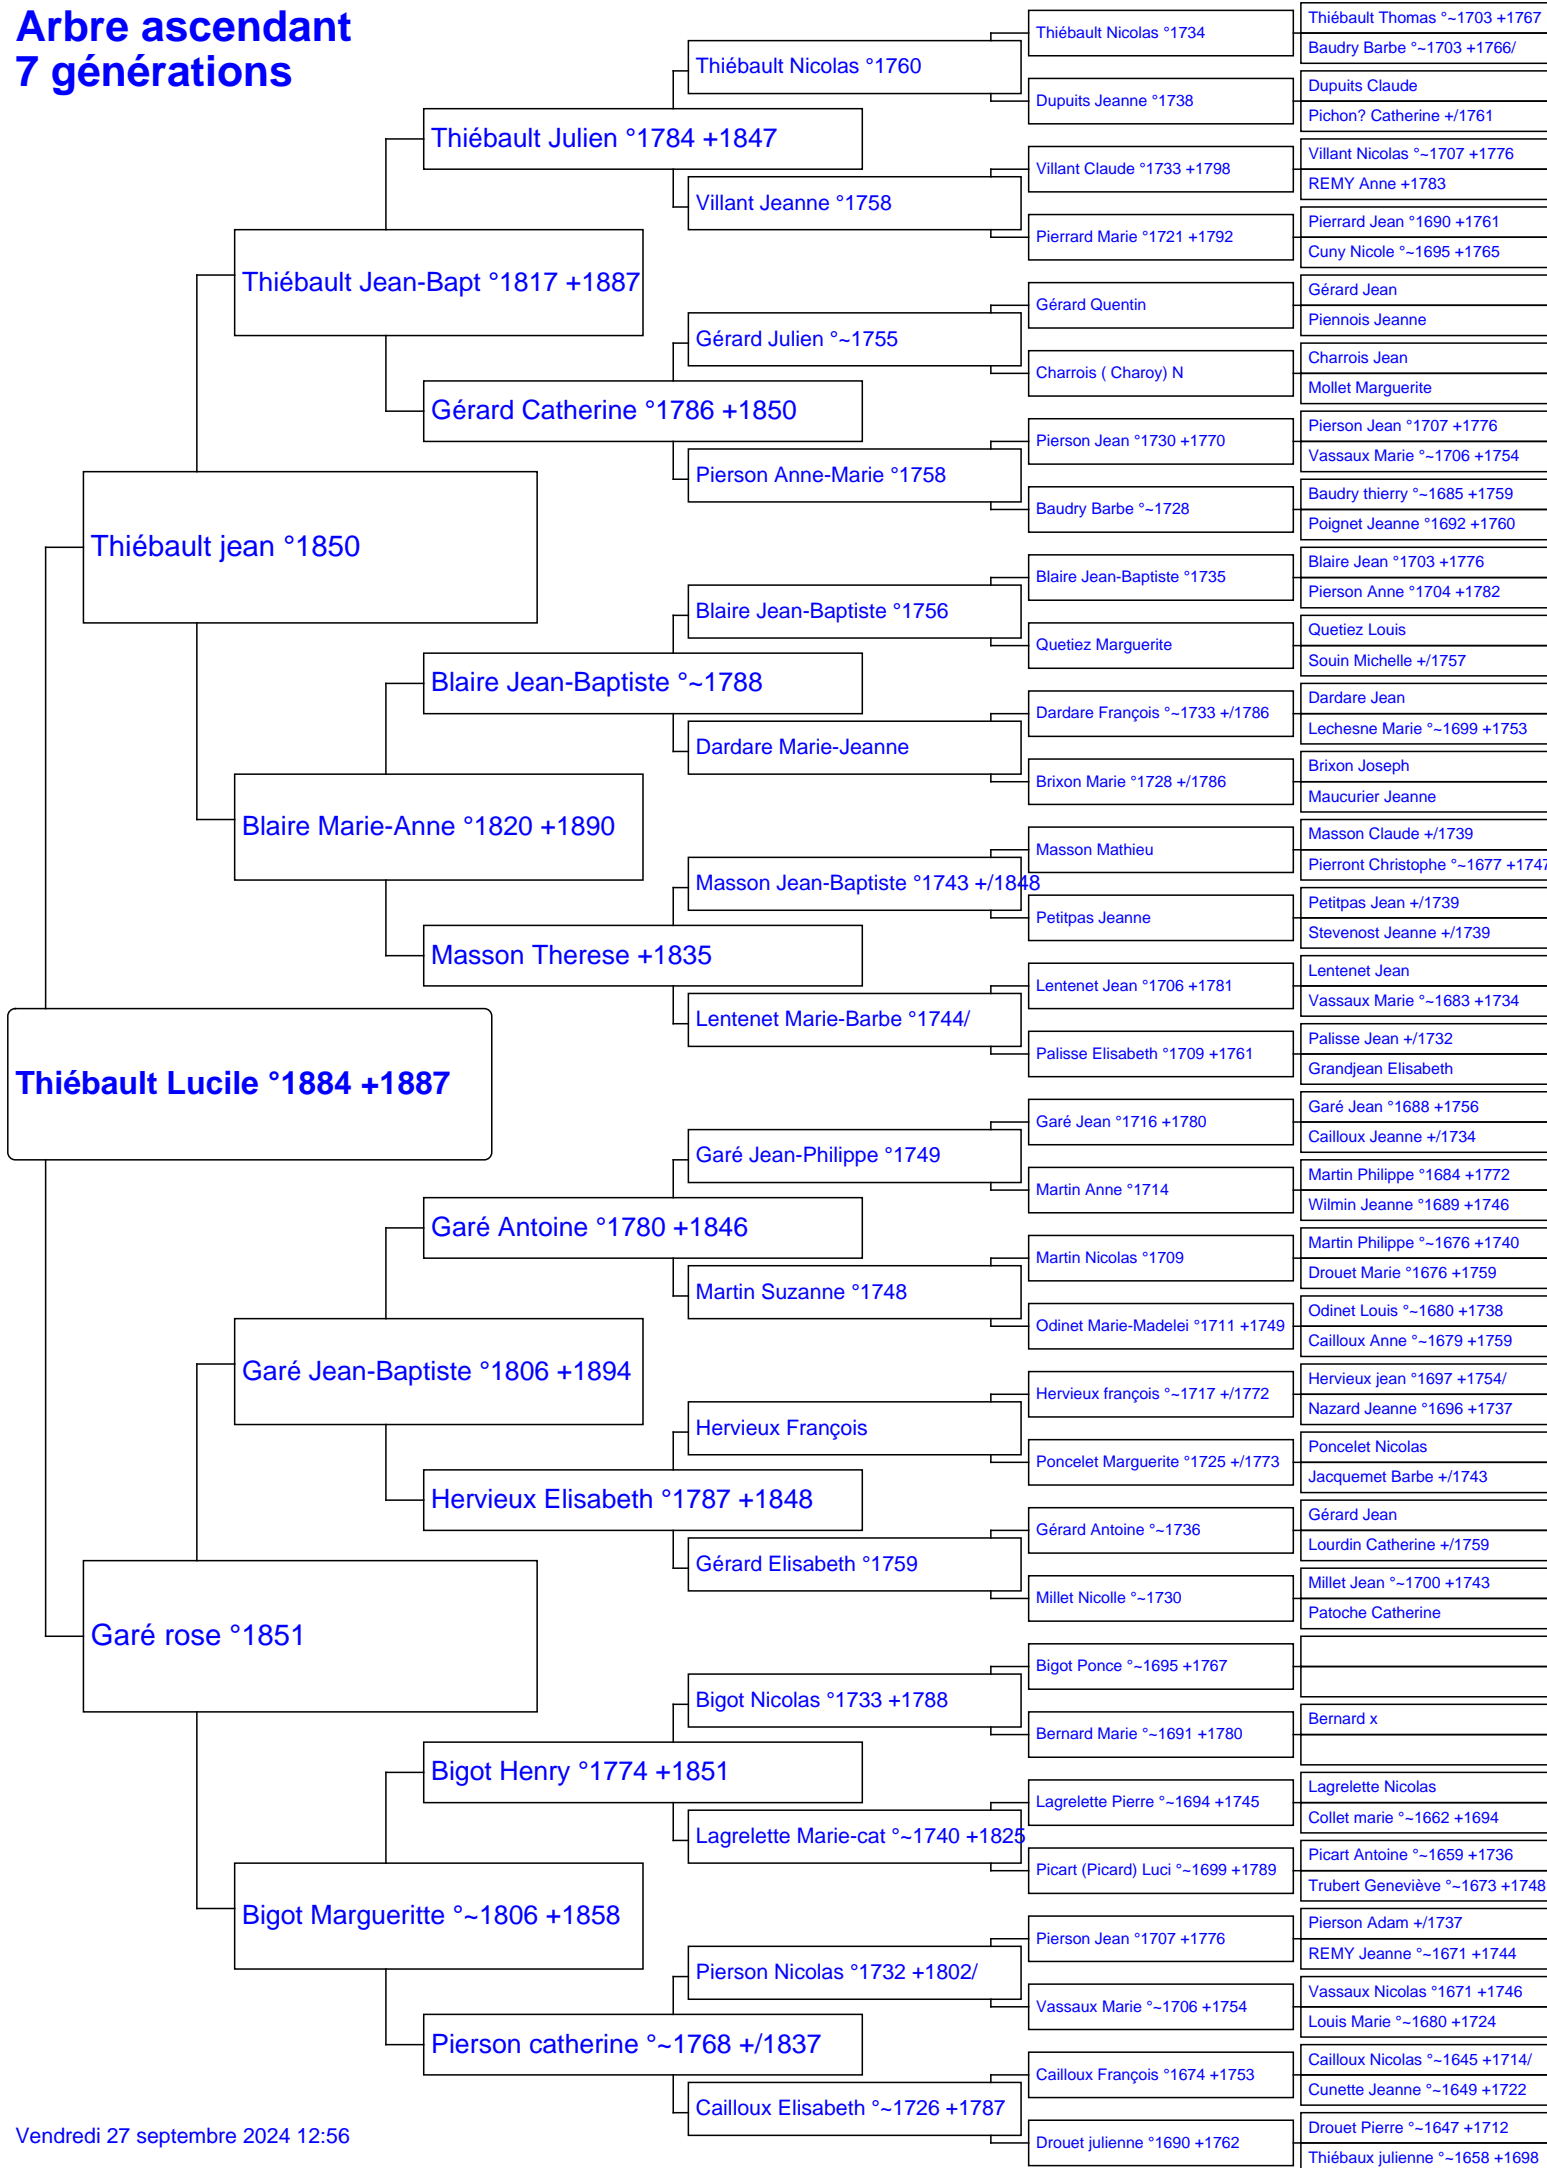 Arbre ascendant
7 générations
Thiébault Lucile °1884 +1887
Thiébault jean °1850
Garé rose °1851
Thiébault Jean-Bapt °1817 +1887
Blaire Marie-Anne °1820 +1890
Garé Jean-Baptiste °1806 +1894
Bigot Margueritte °~1806 +1858
Thiébault Julien °1784 +1847
Gérard Catherine °1786 +1850
Blaire Jean-Baptiste °~1788
Masson Therese +1835
Garé Antoine °1780 +1846
Hervieux Elisabeth °1787 +1848
Bigot Henry °1774 +1851
Pierson catherine °~1768 +/1837
Thiébault Nicolas °1760
Villant Jeanne °1758
Gérard Julien °~1755
Pierson Anne-Marie °1758
Blaire Jean-Baptiste °1756
Dardare Marie-Jeanne
Masson Jean-Baptiste °1743 +/1848
Lentenet Marie-Barbe °1744/
Garé Jean-Philippe °1749
Martin Suzanne °1748
Hervieux François
Gérard Elisabeth °1759
Bigot Nicolas °1733 +1788
Lagrelette Marie-cat °~1740 +1825
Pierson Nicolas °1732 +1802/
Cailloux Elisabeth °~1726 +1787
Thiébault Nicolas °1734
Dupuits Jeanne °1738
Villant Claude °1733 +1798
Pierrard Marie °1721 +1792
Gérard Quentin
Charrois ( Charoy) N
Pierson Jean °1730 +1770
Baudry Barbe °~1728
Blaire Jean-Baptiste °1735
Quetiez Marguerite
Dardare François °~1733 +/1786
Brixon Marie °1728 +/1786
Masson Mathieu
Petitpas Jeanne
Lentenet Jean °1706 +1781
Palisse Elisabeth °1709 +1761
Garé Jean °1716 +1780
Martin Anne °1714
Martin Nicolas °1709
Odinet Marie-Madelei °1711 +1749
Hervieux françois °~1717 +/1772
Poncelet Marguerite °1725 +/1773
Gérard Antoine °~1736
Millet Nicolle °~1730
Bigot Ponce °~1695 +1767
Bernard Marie °~1691 +1780
Lagrelette Pierre °~1694 +1745
Picart (Picard) Luci °~1699 +1789
Pierson Jean °1707 +1776
Vassaux Marie °~1706 +1754
Cailloux François °1674 +1753
Drouet julienne °1690 +1762
Thiébault Thomas °~1703 +1767
Baudry Barbe °~1703 +1766/
Dupuits Claude
Pichon? Catherine +/1761
Villant Nicolas °~1707 +1776
REMY Anne +1783
Pierrard Jean °1690 +1761
Cuny Nicole °~1695 +1765
Gérard Jean
Piennois Jeanne
Charrois Jean
Mollet Marguerite
Pierson Jean °1707 +1776
Vassaux Marie °~1706 +1754
Baudry thierry °~1685 +1759
Poignet Jeanne °1692 +1760
Blaire Jean °1703 +1776
Pierson Anne °1704 +1782
Quetiez Louis
Souin Michelle +/1757
Dardare Jean
Lechesne Marie °~1699 +1753
Brixon Joseph
Maucurier Jeanne
Masson Claude +/1739
Pierront Christophe °~1677 +1747
Petitpas Jean +/1739
Stevenost Jeanne +/1739
Lentenet Jean
Vassaux Marie °~1683 +1734
Palisse Jean +/1732
Grandjean Elisabeth
Garé Jean °1688 +1756
Cailloux Jeanne +/1734
Martin Philippe °1684 +1772
Wilmin Jeanne °1689 +1746
Martin Philippe °~1676 +1740
Drouet Marie °1676 +1759
Odinet Louis °~1680 +1738
Cailloux Anne °~1679 +1759
Hervieux jean °1697 +1754/
Nazard Jeanne °1696 +1737
Poncelet Nicolas
Jacquemet Barbe +/1743
Gérard Jean
Lourdin Catherine +/1759
Millet Jean °~1700 +1743
Patoche Catherine
Bernard x
Lagrelette Nicolas
Collet marie °~1662 +1694
Picart Antoine °~1659 +1736
Trubert Geneviève °~1673 +1748
Pierson Adam +/1737
REMY Jeanne °~1671 +1744
Vassaux Nicolas °1671 +1746
Louis Marie °~1680 +1724
Cailloux Nicolas °~1645 +1714/
Cunette Jeanne °~1649 +1722
Drouet Pierre °~1647 +1712
Thiébaux julienne °~1658 +1698
Vendredi 27 septembre 2024 12:56